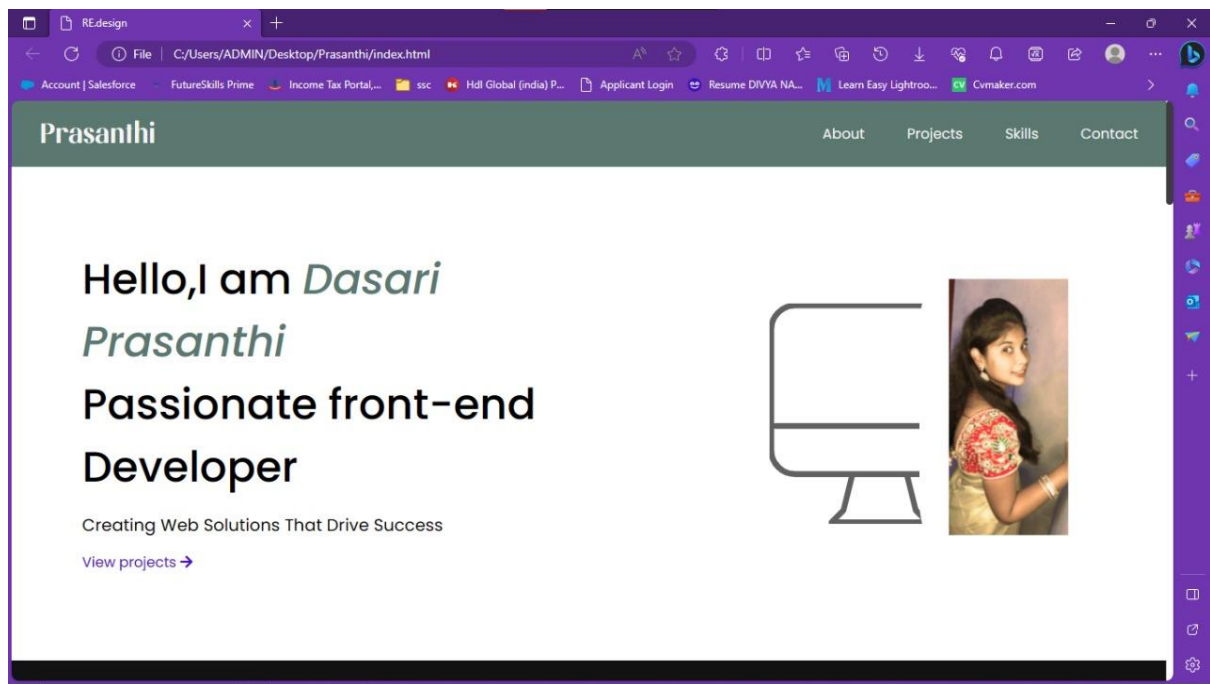 RE.design
File | C:/Users/ADMIN/Desktop/Prasanthi/index.html
Account | Salesforce FutureSkills Prime Income Tax Portal,... ssc Hdl Global (india) P... Applicant Login Resume DIVYA NA... Learn Easy Lightroo... CV Cvmaker.com
Prasanthi About Projects Skills Contact
Hello,I am Dasari
Prasanthi
Passionate front-end
Developer
Creating Web Solutions That Drive Success
View projects →